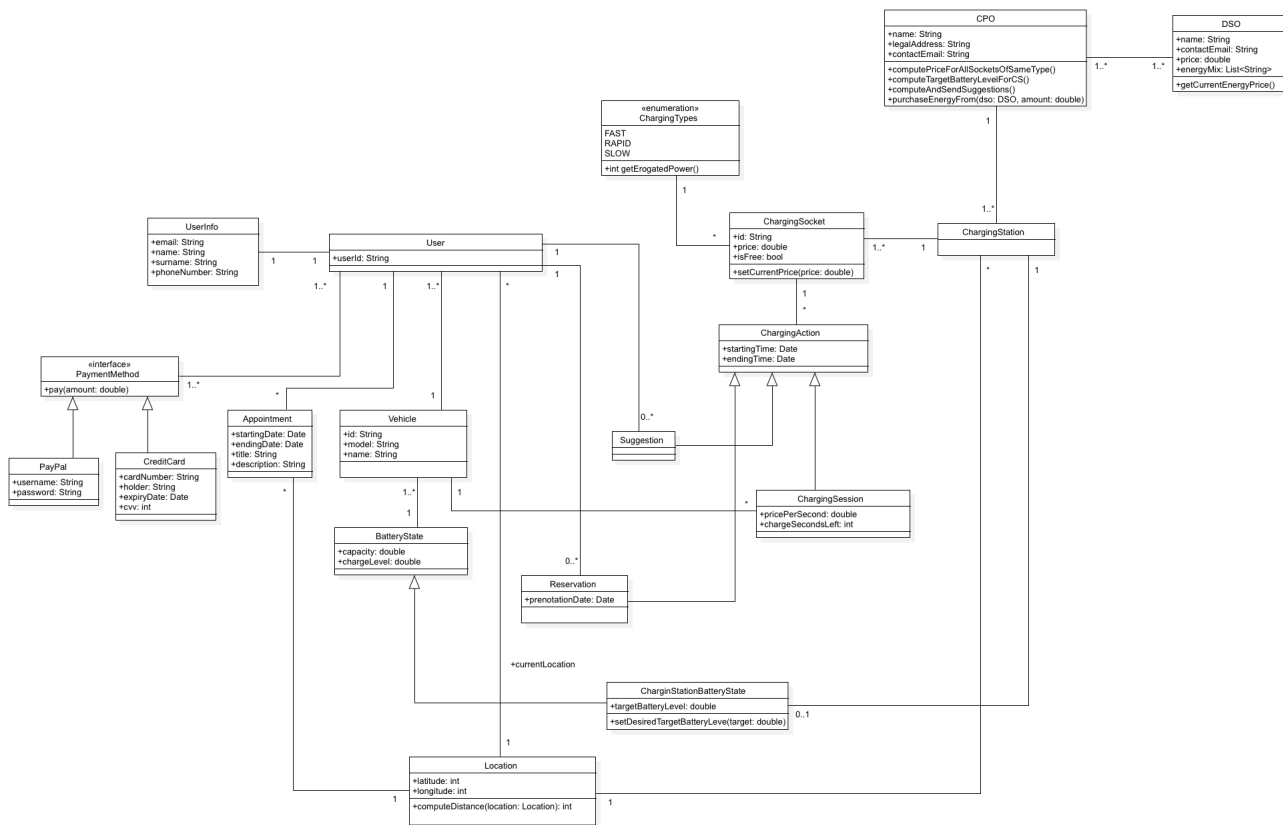 CPO
+name: String
+legalAddress: String
+contactEmail: String
+computePriceForAllSocketsOfSameType()
+computeTargetBatteryLevelForCS()
+computeAndSendSuggestions()
+purchaseEnergyFrom(dso: DSO, amount: double)
1..*
1..*
1
DSO
+name: String
+contactEmail: String
+price: double
+energyMix: List<String>
+getCurrentEnergyPrice()
«enumeration»
ChargingTypes
FAST
RAPID
SLOW
+int getErogatedPower()
1
*
1..*
ChargingSocket
+id: String
+price: double
+isFree: bool
+setCurrentPrice(price: double)
1..*
1
1
*
ChargingStation
*
1
UserInfo
+email: String
+name: String
+surname: String
+phoneNumber: String
1
1
User
+userId: String
1
1
1..*
1
1..*
*
ChargingAction
+startingTime: Date
+endingTime: Date
«interface»
PaymentMethod
+pay(amount: double)
1..*
*
1
0..*
Appointment
+startingDate: Date
+endingDate: Date
+title: String
+description: String
*
Vehicle
+id: String
+model: String
+name: String
1..*
1
1
*
Suggestion
PayPal
+username: String
+password: String
CreditCard
+cardNumber: String
+holder: String
+expiryDate: Date
+cvv: int
ChargingSession
+pricePerSecond: double
+chargeSecondsLeft: int
BatteryState
+capacity: double
+chargeLevel: double
0..*
Reservation
+prenotationDate: Date
+currentLocation
CharginStationBatteryState
+targetBatteryLevel: double
+setDesiredTargetBatteryLeve(target: double)
0..1
1
Location
+latitude: int
+longitude: int
+computeDistance(location: Location): int
1
1